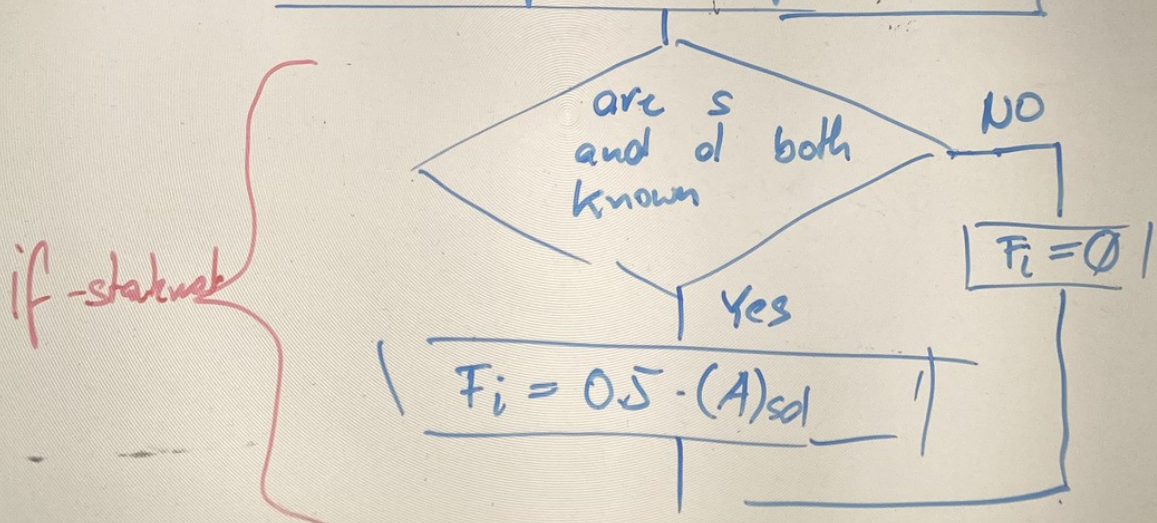 are s
and d both
known
NO
Fi = Ø
Yes
if-statement
Fi = 0.5 · (A)sd